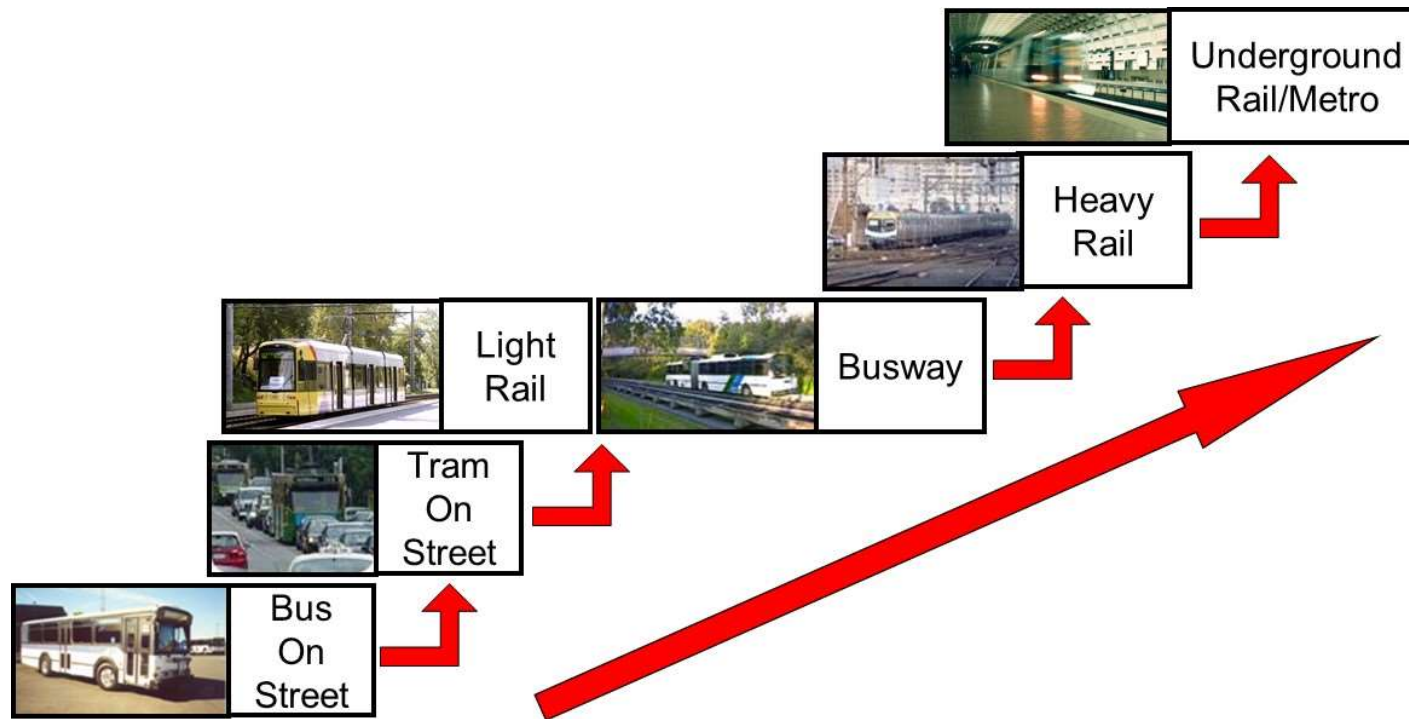 Underground
Rail/Metro
Heavy
Rail
Light
Rail
Busway
Tram
On
Street
Bus
On
Street